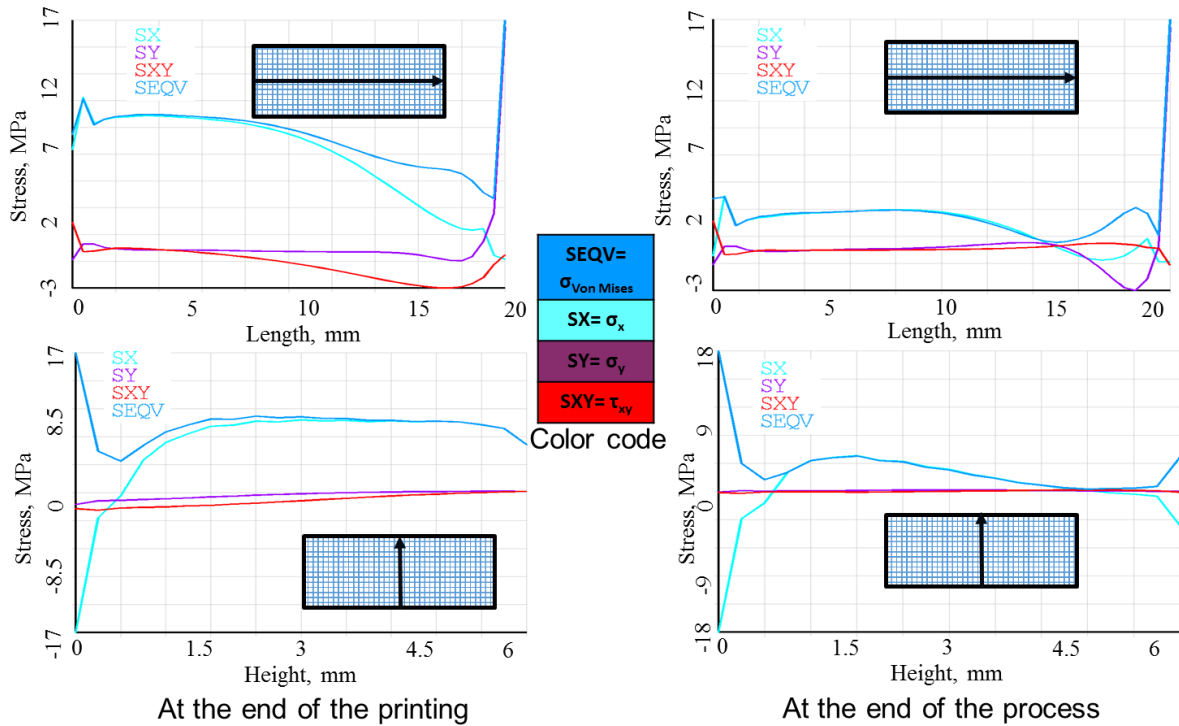 17
12
7
2
-3
Stress, MPa
SX
SY
SXY
SEQV
0
5
10
15
20
Length, mm
17
12
7
2
-3
Stress, MPa
SX
SY
SXY
SEQV
0
5
10
15
20
Length, mm
SEQV=
σVon Mises
SX= σx
SY= σy
SXY= τxy
Color code
17
8.5
0
-8.5
-17
Stress, MPa
SX
SY
SXY
SEQV
0
1.5
3
4.5
6
Height, mm
At the end of the printing
18
9
0
-9
-18
Stress, MPa
SX
SY
SXY
SEQV
0
1.5
3
4.5
6
Height, mm
At the end of the process